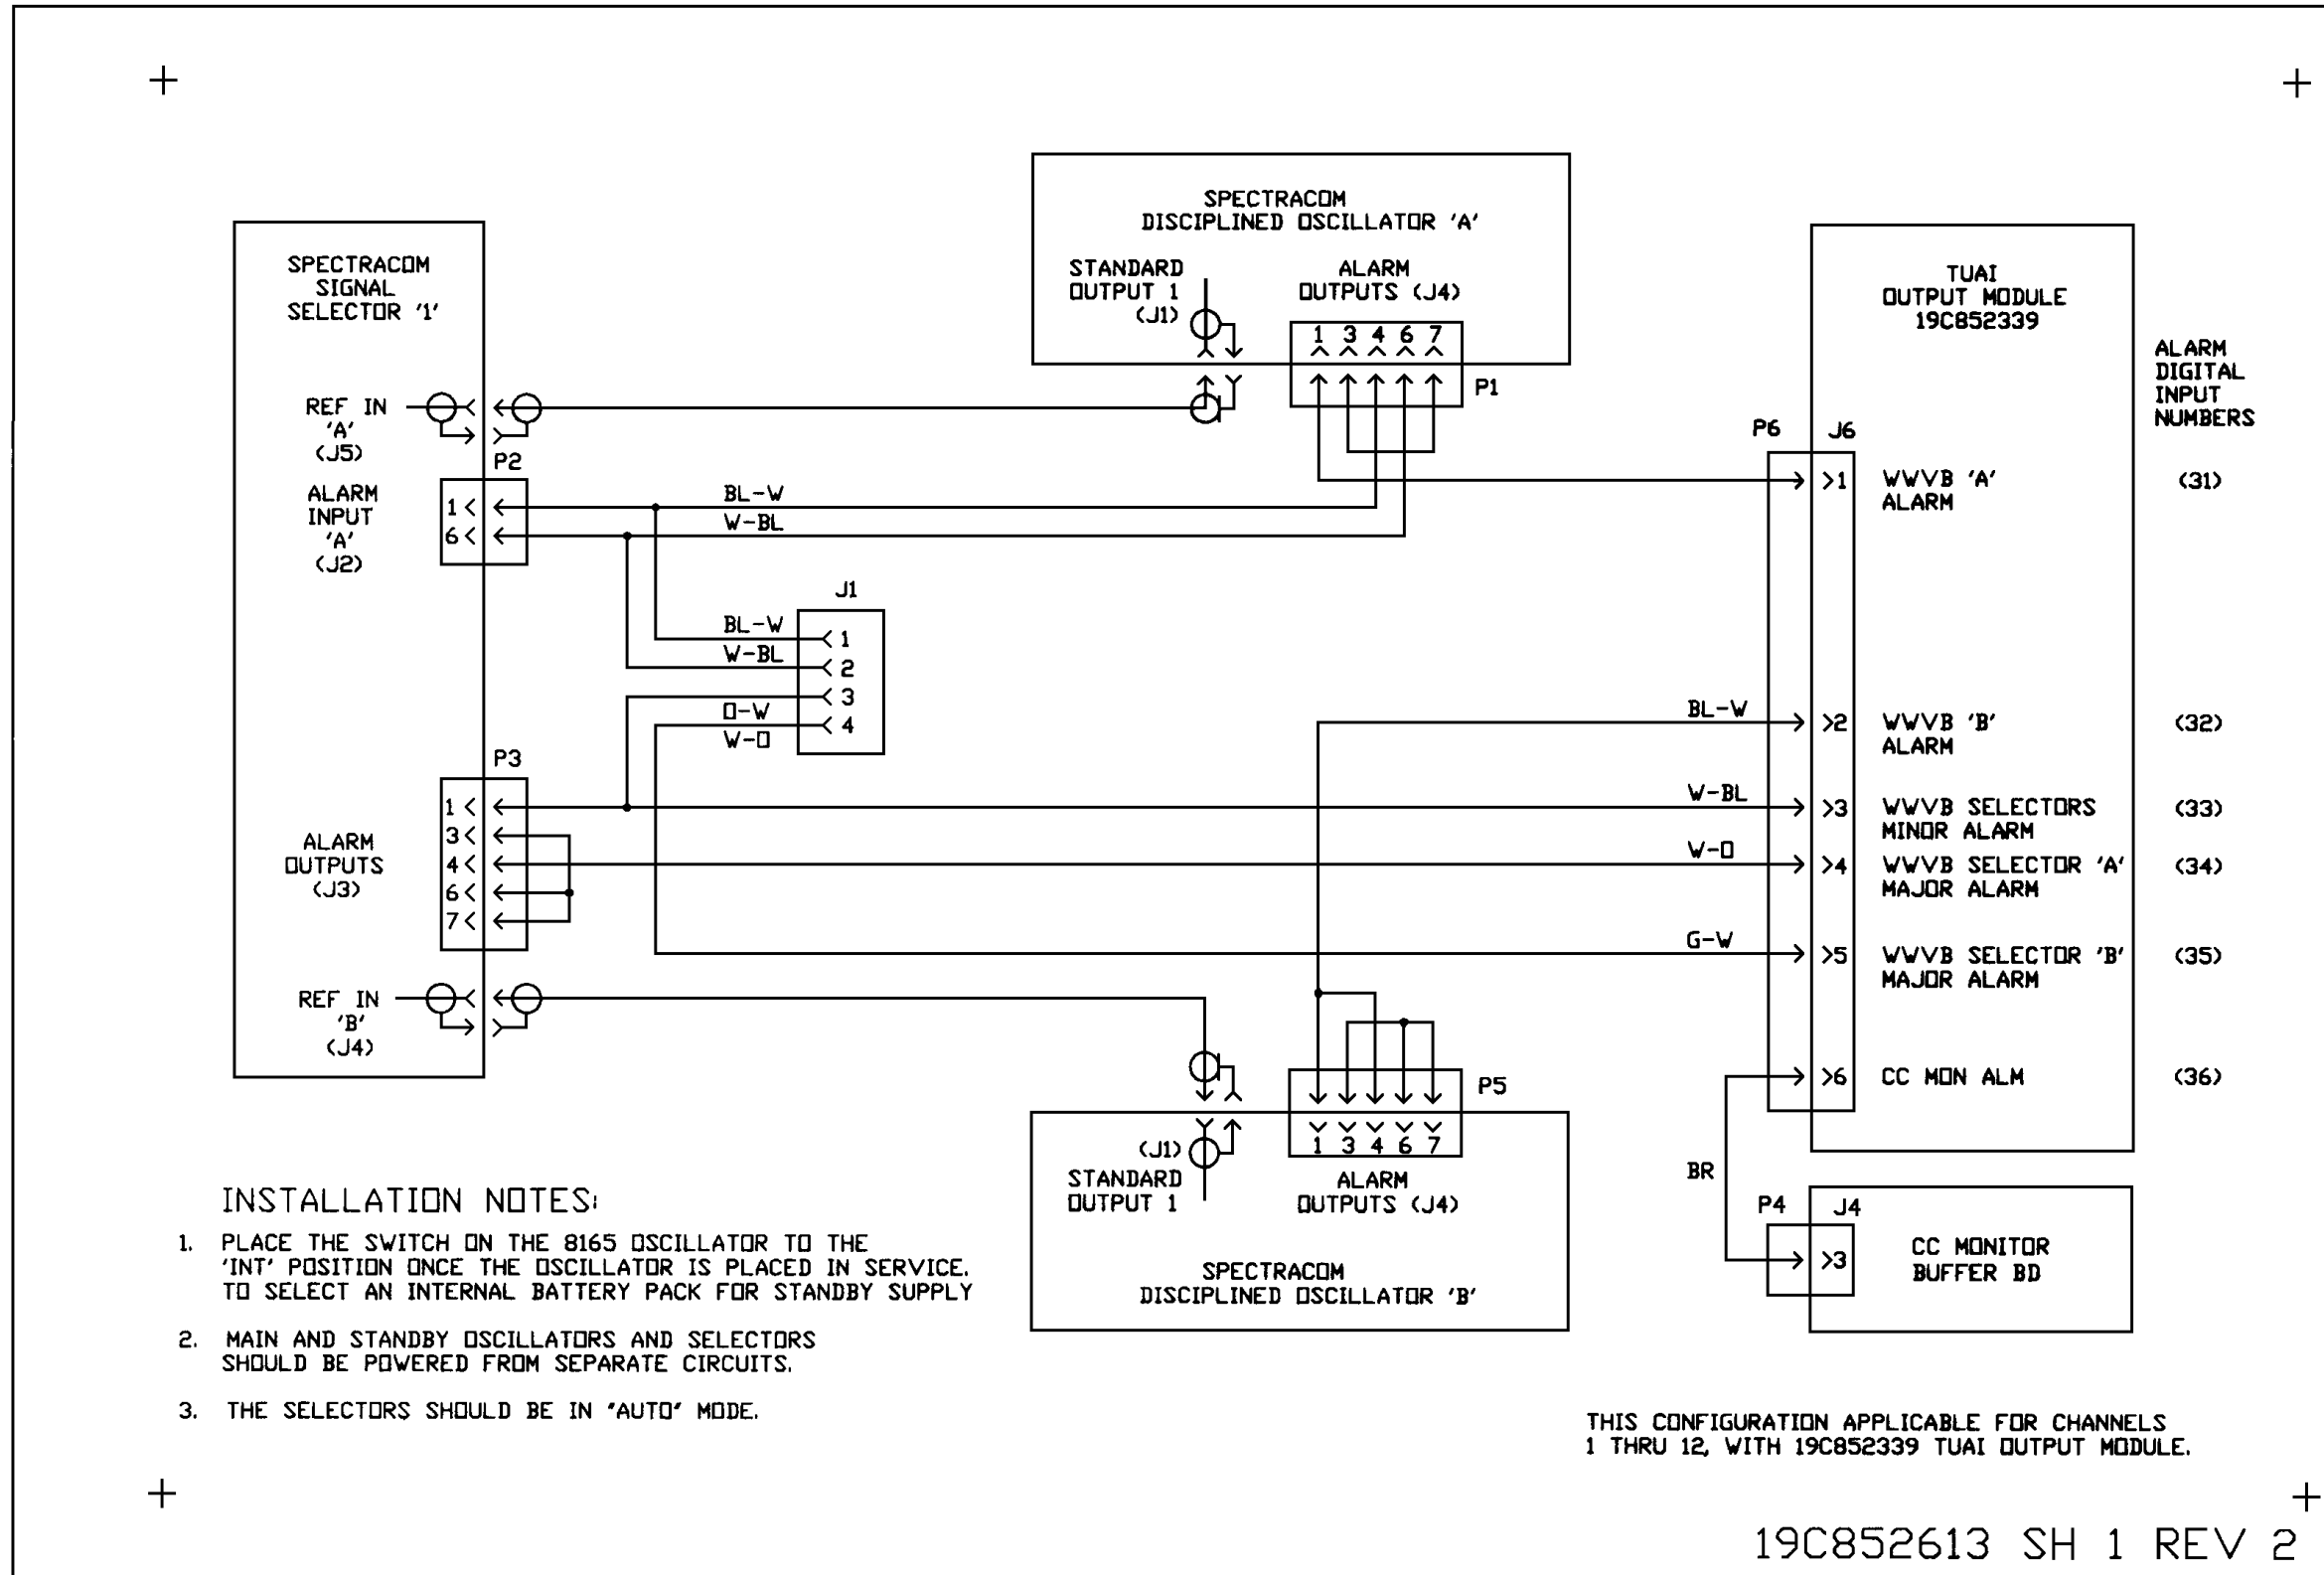 SPECTRACOM
DISCIPLINED OSCILLATOR 'A'
STANDARD
OUTPUT 1
(J1)
ALARM
OUTPUTS (J4)
1 3 4 6 7
P1
SPECTRACOM
SIGNAL
SELECTOR '1'
REF IN
'A'
(J5)
P2
ALARM
INPUT
'A'
(J2)
1
6
BL-W
W-BL
J1
BL-W
W-BL
O-W
W-O
1
2
3
4
P3
1
3
4
6
7
ALARM
OUTPUTS
(J3)
REF IN
'B'
(J4)
TUAI
OUTPUT MODULE
19C852339
ALARM
DIGITAL
INPUT
NUMBERS
P6 J6
1 WWVB 'A' (31)
ALARM
BL-W
2 WWVB 'B' (32)
ALARM
W-BL
3 WWVB SELECTORS (33)
MINOR ALARM
W-O
4 WWVB SELECTOR 'A' (34)
MAJOR ALARM
G-W
5 WWVB SELECTOR 'B' (35)
MAJOR ALARM
6 CC MON ALM (36)
BR
P4 J4
3
CC MONITOR
BUFFER BD
P5
1 3 4 6 7
(J1)
STANDARD
OUTPUT 1
ALARM
OUTPUTS (J4)
SPECTRACOM
DISCIPLINED OSCILLATOR 'B'
INSTALLATION NOTES:
1. PLACE THE SWITCH ON THE 8165 OSCILLATOR TO THE
'INT' POSITION ONCE THE OSCILLATOR IS PLACED IN SERVICE.
TO SELECT AN INTERNAL BATTERY PACK FOR STANDBY SUPPLY
2. MAIN AND STANDBY OSCILLATORS AND SELECTORS
SHOULD BE POWERED FROM SEPARATE CIRCUITS.
3. THE SELECTORS SHOULD BE IN "AUTO" MODE.
THIS CONFIGURATION APPLICABLE FOR CHANNELS
1 THRU 12, WITH 19C852339 TUAI OUTPUT MODULE.
19C852613 SH 1 REV 2